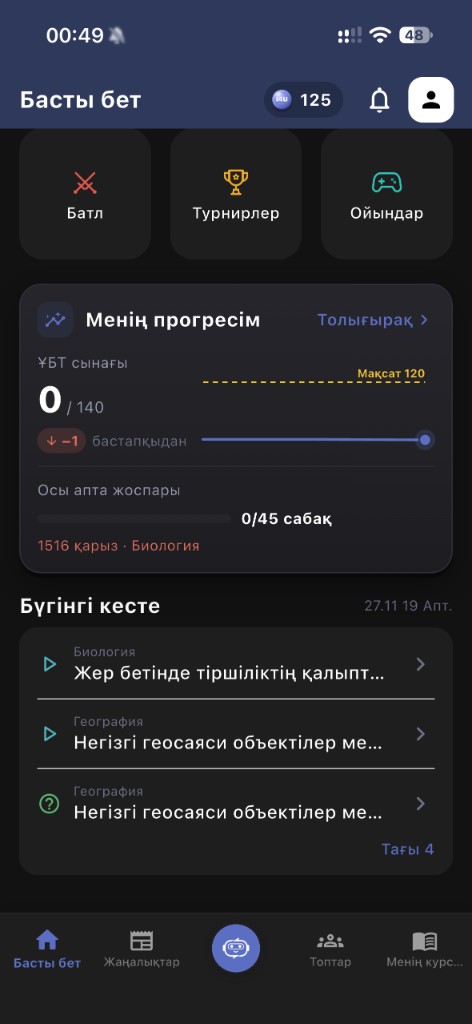 00:49
48
Басты бет
125
Батл
Турнирлер
Ойындар
Менің прогресім
Толығырақ
ҰБТ сынағы
Мақсат 120
0 / 140
−1 бастапқыдан
Осы апта жоспары
0/45 сабақ
1516 қарыз · Биология
Бүгінгі кесте
27.11 19 Апт.
Биология
Жер бетінде тіршіліктің қалыпт...
География
Негізгі геосаяси объектілер ме...
География
Негізгі геосаяси объектілер ме...
Тағы 4
Басты бет
Жаңалықтар
Топтар
Менің курс...